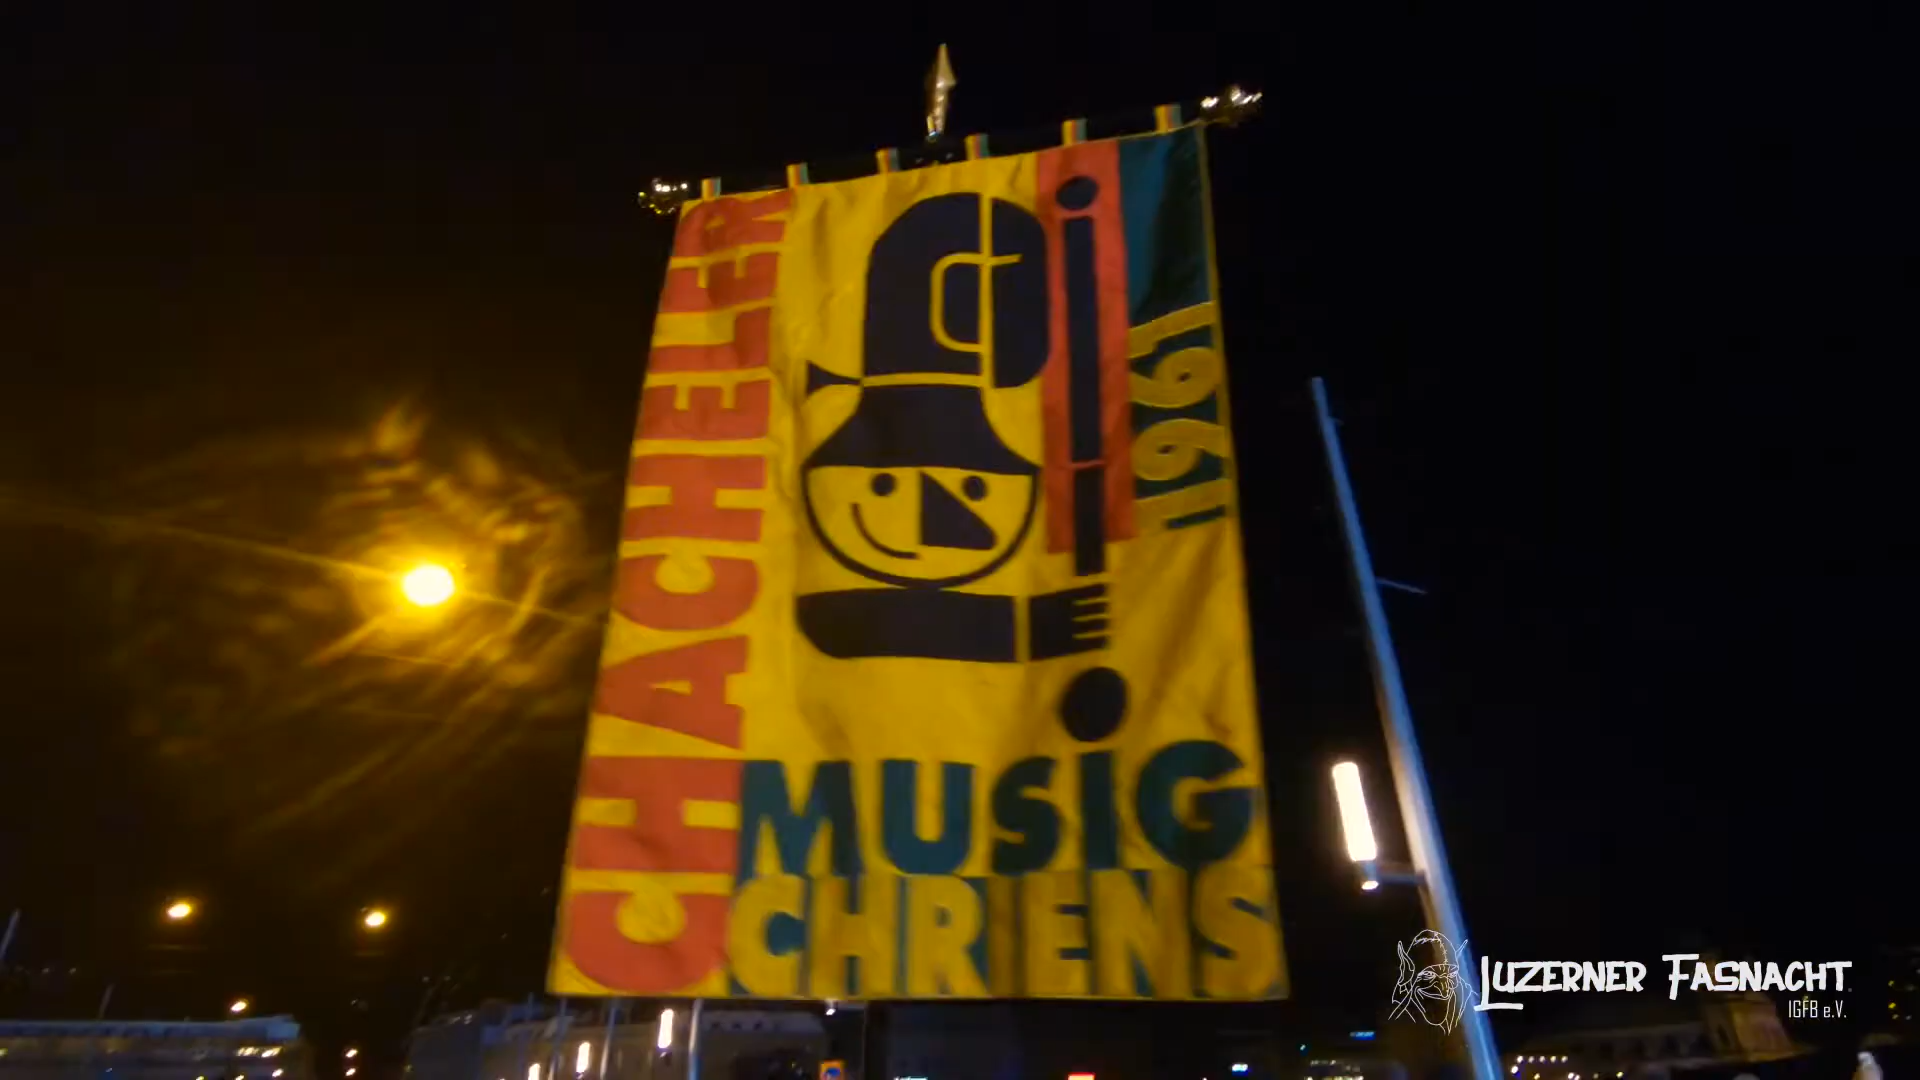 CHACHELER
1961
MUSiG
CHRIENS
LUZERNER FASNACHT
IGFB e.V.